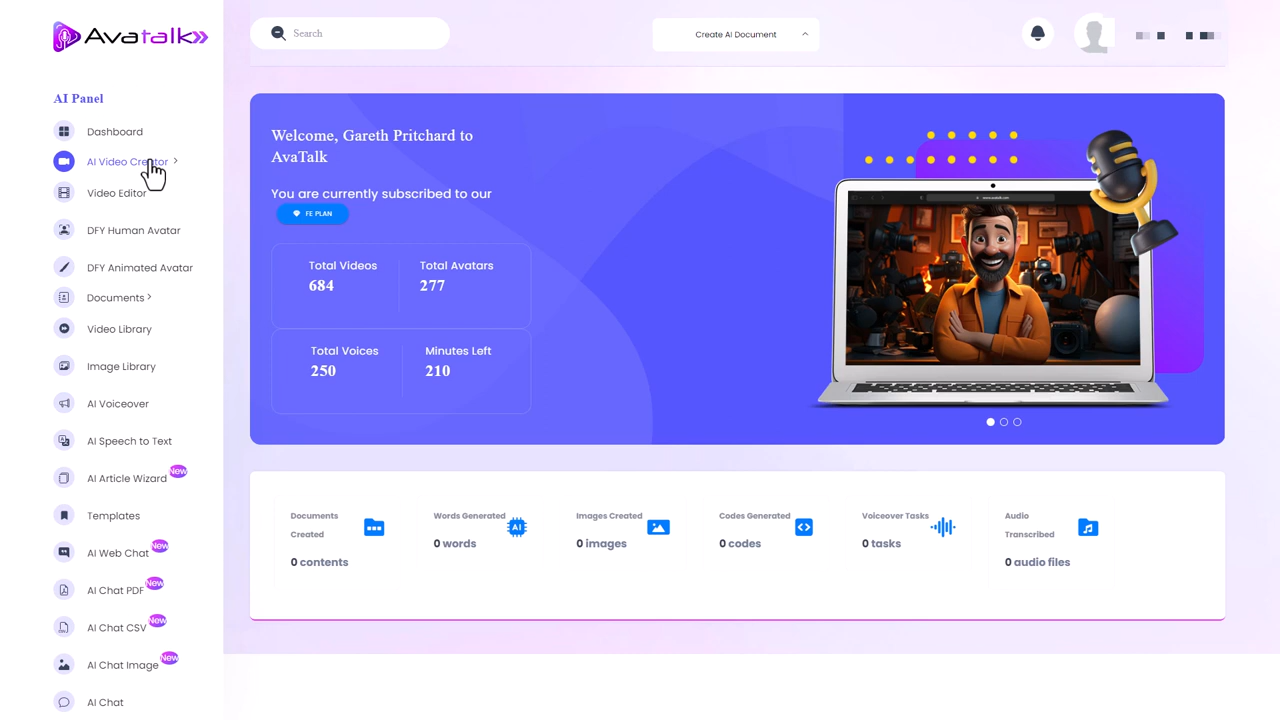 Avatalk
Search
Create AI Document
AI Panel
Dashboard
AI Video Creator
Video Editor
DFY Human Avatar
DFY Animated Avatar
Documents
Video Library
Image Library
AI Voiceover
AI Speech to Text
AI Article Wizard New
Templates
AI Web Chat New
AI Chat PDF New
AI Chat CSV New
AI Chat Image New
AI Chat
Welcome, Gareth Pritchard to
AvaTalk
You are currently subscribed to our
FE PLAN
Total Videos Total Avatars
684 277
Total Voices Minutes Left
250 210
www.avatalk.com
Documents Created
0 contents
Words Generated
AI
0 words
Images Created
0 images
Codes Generated
0 codes
Voiceover Tasks
0 tasks
Audio Transcribed
0 audio files